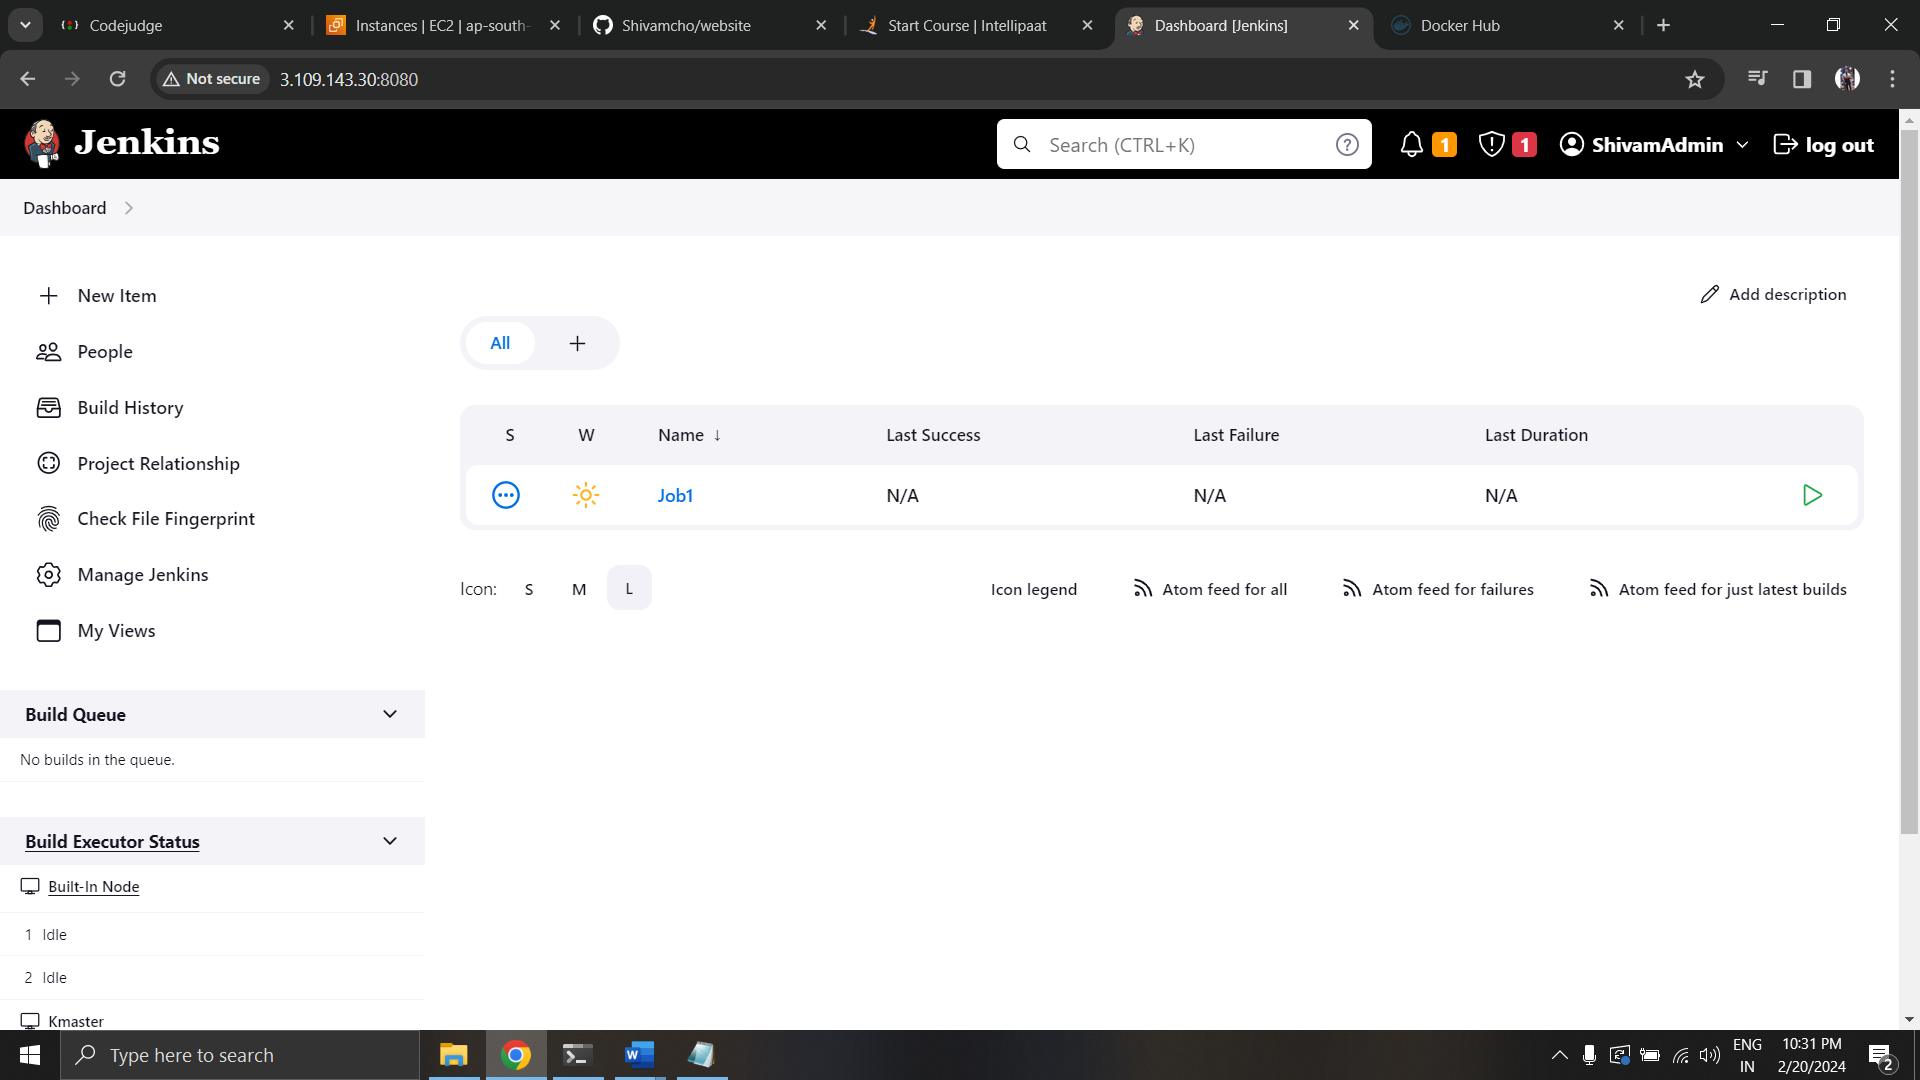 Codejudge
Instances | EC2 | ap-south-
Shivamcho/website
Start Course | Intellipaat
Dashboard [Jenkins]
Docker Hub
Not secure
3.109.143.30:8080
Jenkins
Search (CTRL+K)
?
1
1
ShivamAdmin
log out
Dashboard
New Item
People
Build History
Project Relationship
Check File Fingerprint
Manage Jenkins
My Views
Build Queue
No builds in the queue.
Build Executor Status
Built-In Node
1 Idle
2 Idle
Kmaster
Add description
All
+
S W Name ↓ Last Success Last Failure Last Duration
Job1 N/A N/A N/A
Icon: S M L
Icon legend
Atom feed for all
Atom feed for failures
Atom feed for just latest builds
Type here to search
W
ENG
IN
10:31 PM
2/20/2024
2